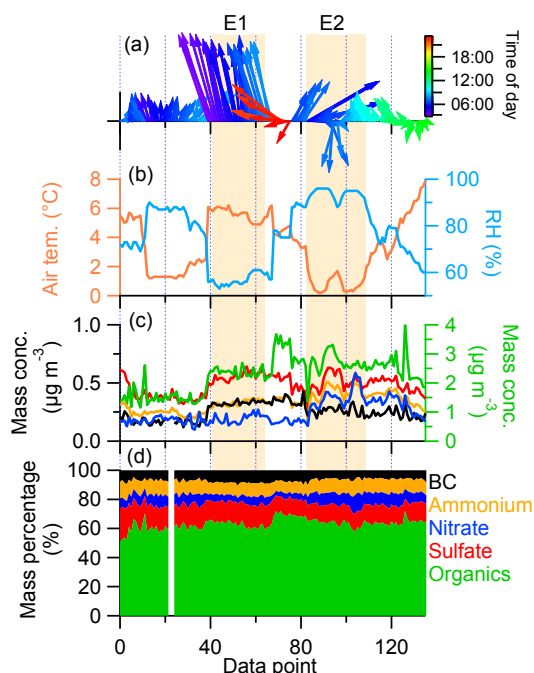 E1 E2
(a)
Time of day
18:00
06:00
(b)
Air tem. (°C)
8
6
4
2
0
RH (%)
100
80
60
(c)
Mass conc.
(μg m⁻³)
1.0
0.5
0.0
Mass conc.
(μg m⁻³)
4
3
2
1
0
(d)
Mass percentage
(%)
100
80
60
40
20
0
BC
Ammonium
Nitrate
Sulfate
Organics
0 40 80 120
Data point